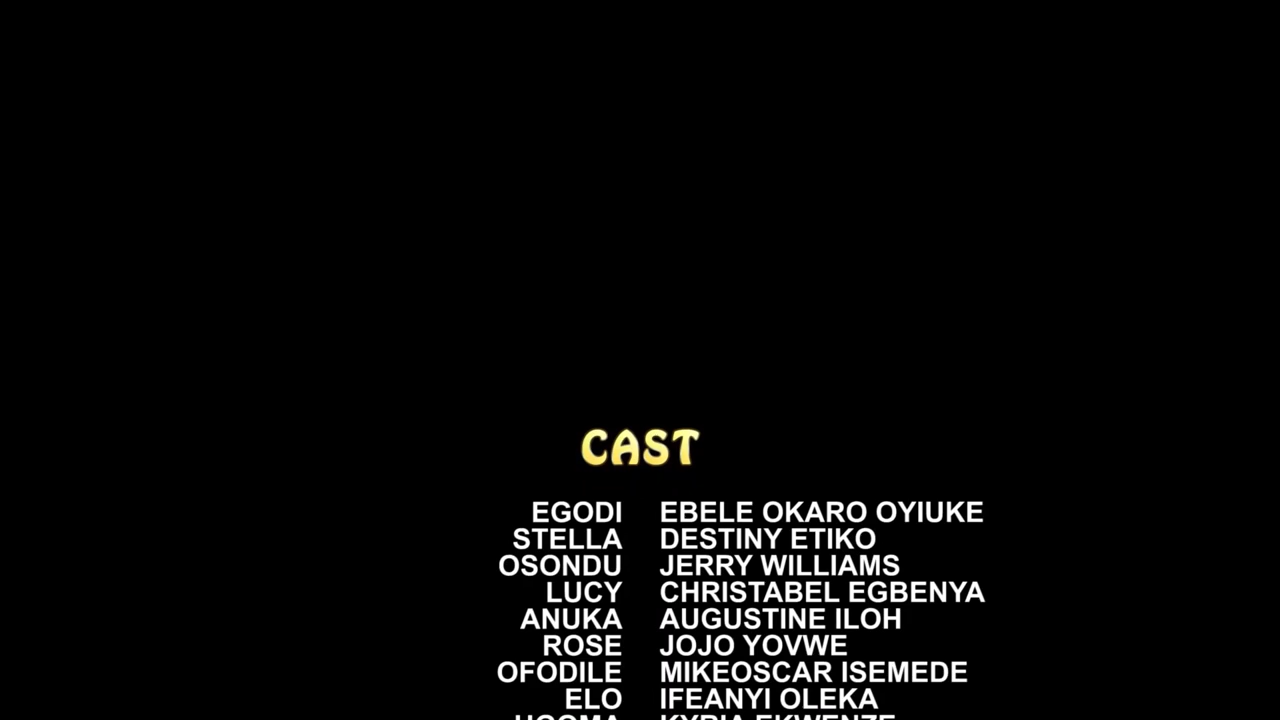 CAST
EGODI EBELE OKARO OYIUKE
STELLA DESTINY ETIKO
OSONDU JERRY WILLIAMS
LUCY CHRISTABEL EGBENYA
ANUKA AUGUSTINE ILOH
ROSE JOJO YOVWE
OFODILE MIKEOSCAR ISEMEDE
ELO IFEANYI OLEKA